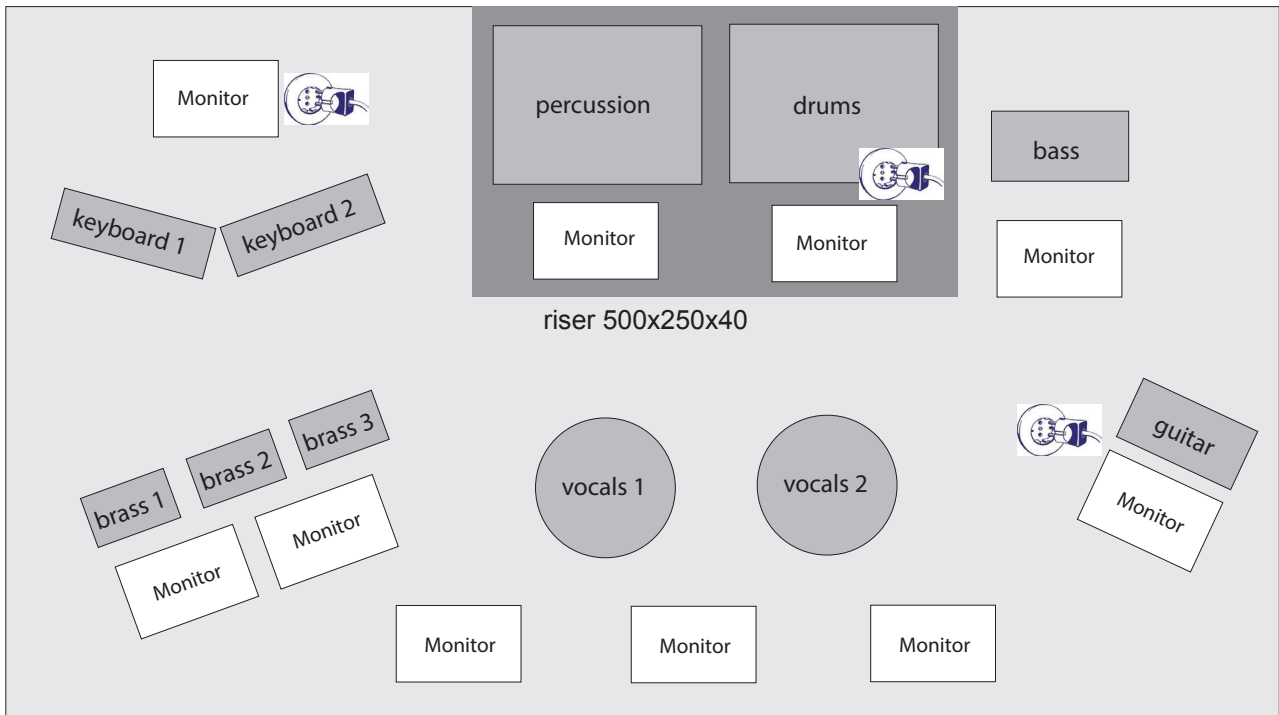 Monitor
percussion
drums
bass
keyboard 1
keyboard 2
Monitor
Monitor
Monitor
riser 500x250x40
brass 1
brass 2
brass 3
vocals 1
vocals 2
guitar
Monitor
Monitor
Monitor
Monitor
Monitor
Monitor